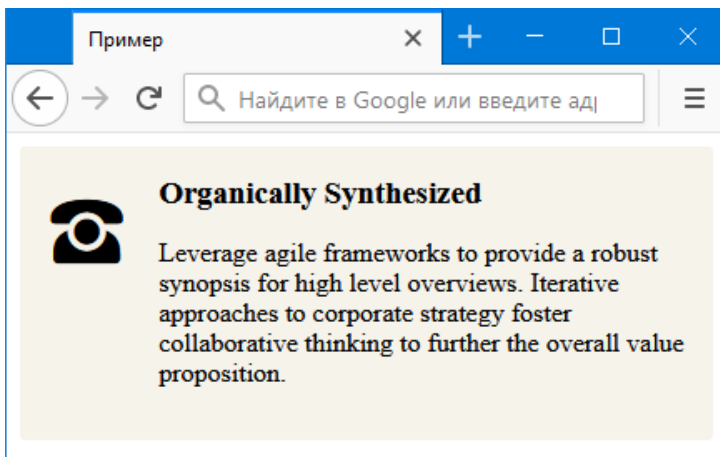 Пример
Найдите в Google или введите ад
Organically Synthesized
Leverage agile frameworks to provide a robust
synopsis for high level overviews. Iterative
approaches to corporate strategy foster
collaborative thinking to further the overall value
proposition.